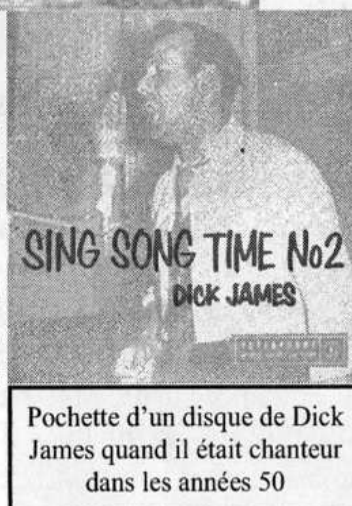 SING SONG TIME No2
DICK JAMES
Pochette d'un disque de Dick
James quand il était chanteur
dans les années 50